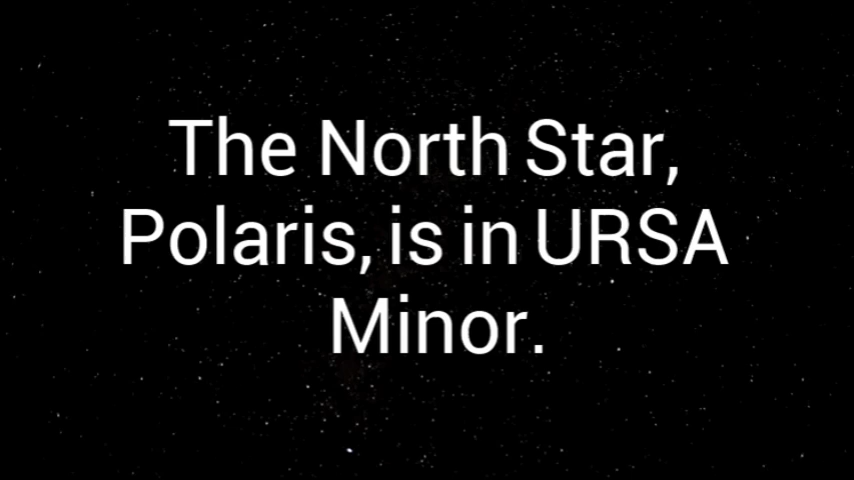 The North Star,
Polaris, is in URSA
Minor.